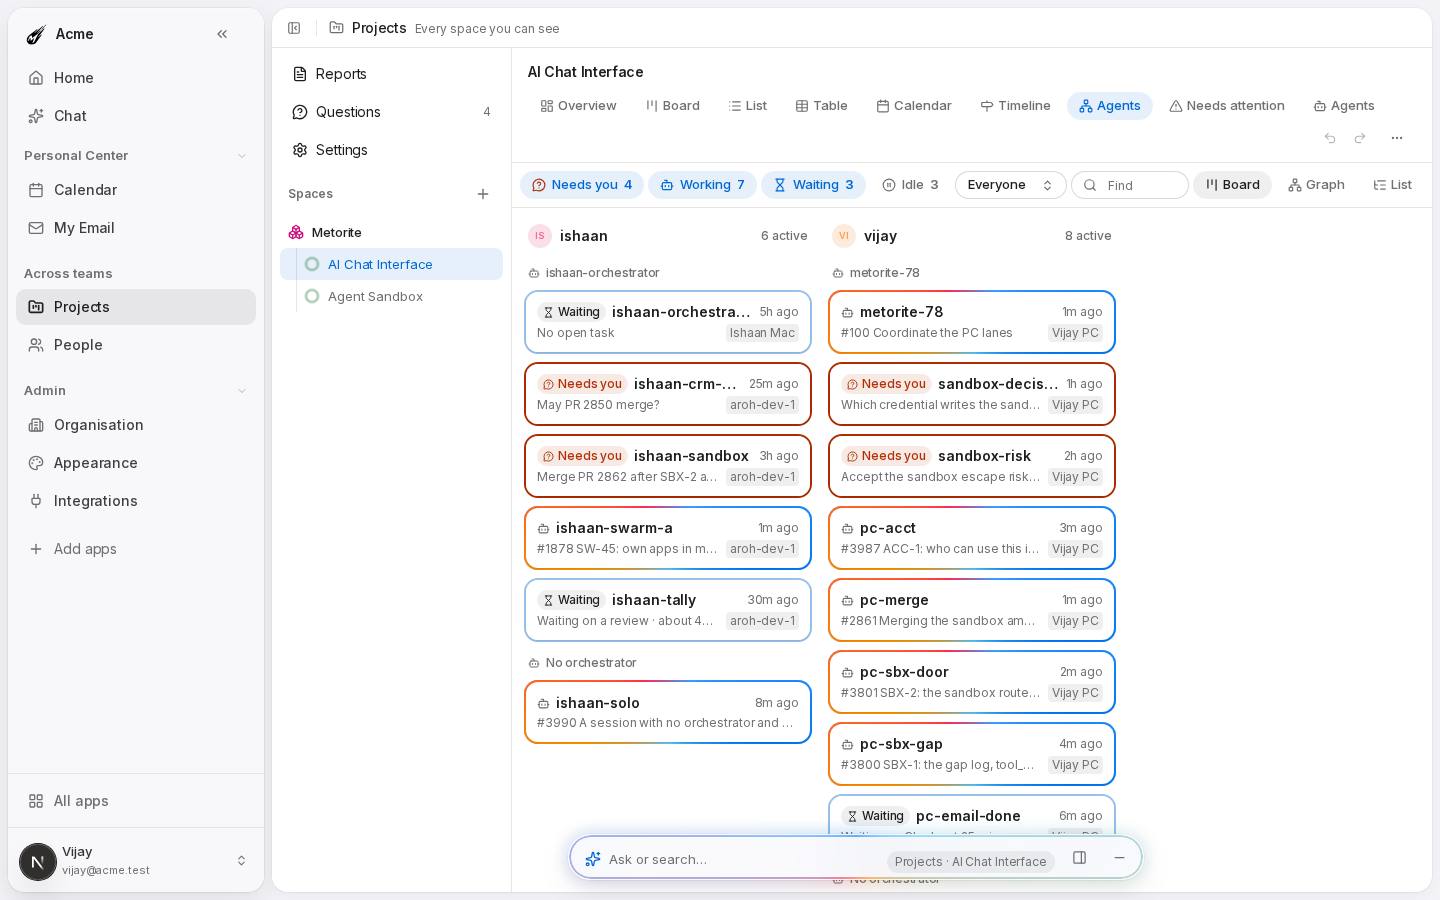 Acme
Home
Chat
Personal Center
Calendar
My Email
Across teams
Projects
People
Admin
Organisation
Appearance
Integrations
Add apps
All apps
Vijay
vijay@acme.test
Projects Every space you can see
Reports
Questions 4
Settings
Spaces
Metorite
AI Chat Interface
Agent Sandbox
AI Chat Interface
Overview Board List Table Calendar Timeline Agents Needs attention Agents
Needs you 4 Working 7 Waiting 3 Idle 3 Everyone Find Board Graph List
IS ishaan 6 active
ishaan-orchestrator
Waiting ishaan-orchestra... 5h ago
No open task Ishaan Mac
Needs you ishaan-crm-... 25m ago
May PR 2850 merge? aroh-dev-1
Needs you ishaan-sandbox 3h ago
Merge PR 2862 after SBX-2 a... aroh-dev-1
ishaan-swarm-a 1m ago
#1878 SW-45: own apps in m... aroh-dev-1
Waiting ishaan-tally 30m ago
Waiting on a review · about 4... aroh-dev-1
No orchestrator
ishaan-solo 8m ago
#3990 A session with no orchestrator and ...
VI vijay 8 active
metorite-78
metorite-78 1m ago
#100 Coordinate the PC lanes Vijay PC
Needs you sandbox-decis... 1h ago
Which credential writes the sand... Vijay PC
Needs you sandbox-risk 2h ago
Accept the sandbox escape risk... Vijay PC
pc-acct 3m ago
#3987 ACC-1: who can use this i... Vijay PC
pc-merge 1m ago
#2861 Merging the sandbox am... Vijay PC
pc-sbx-door 2m ago
#3801 SBX-2: the sandbox route... Vijay PC
pc-sbx-gap 4m ago
#3800 SBX-1: the gap log, tool_... Vijay PC
Waiting pc-email-done 6m ago
Ask or search... Projects · AI Chat Interface
No orchestrator